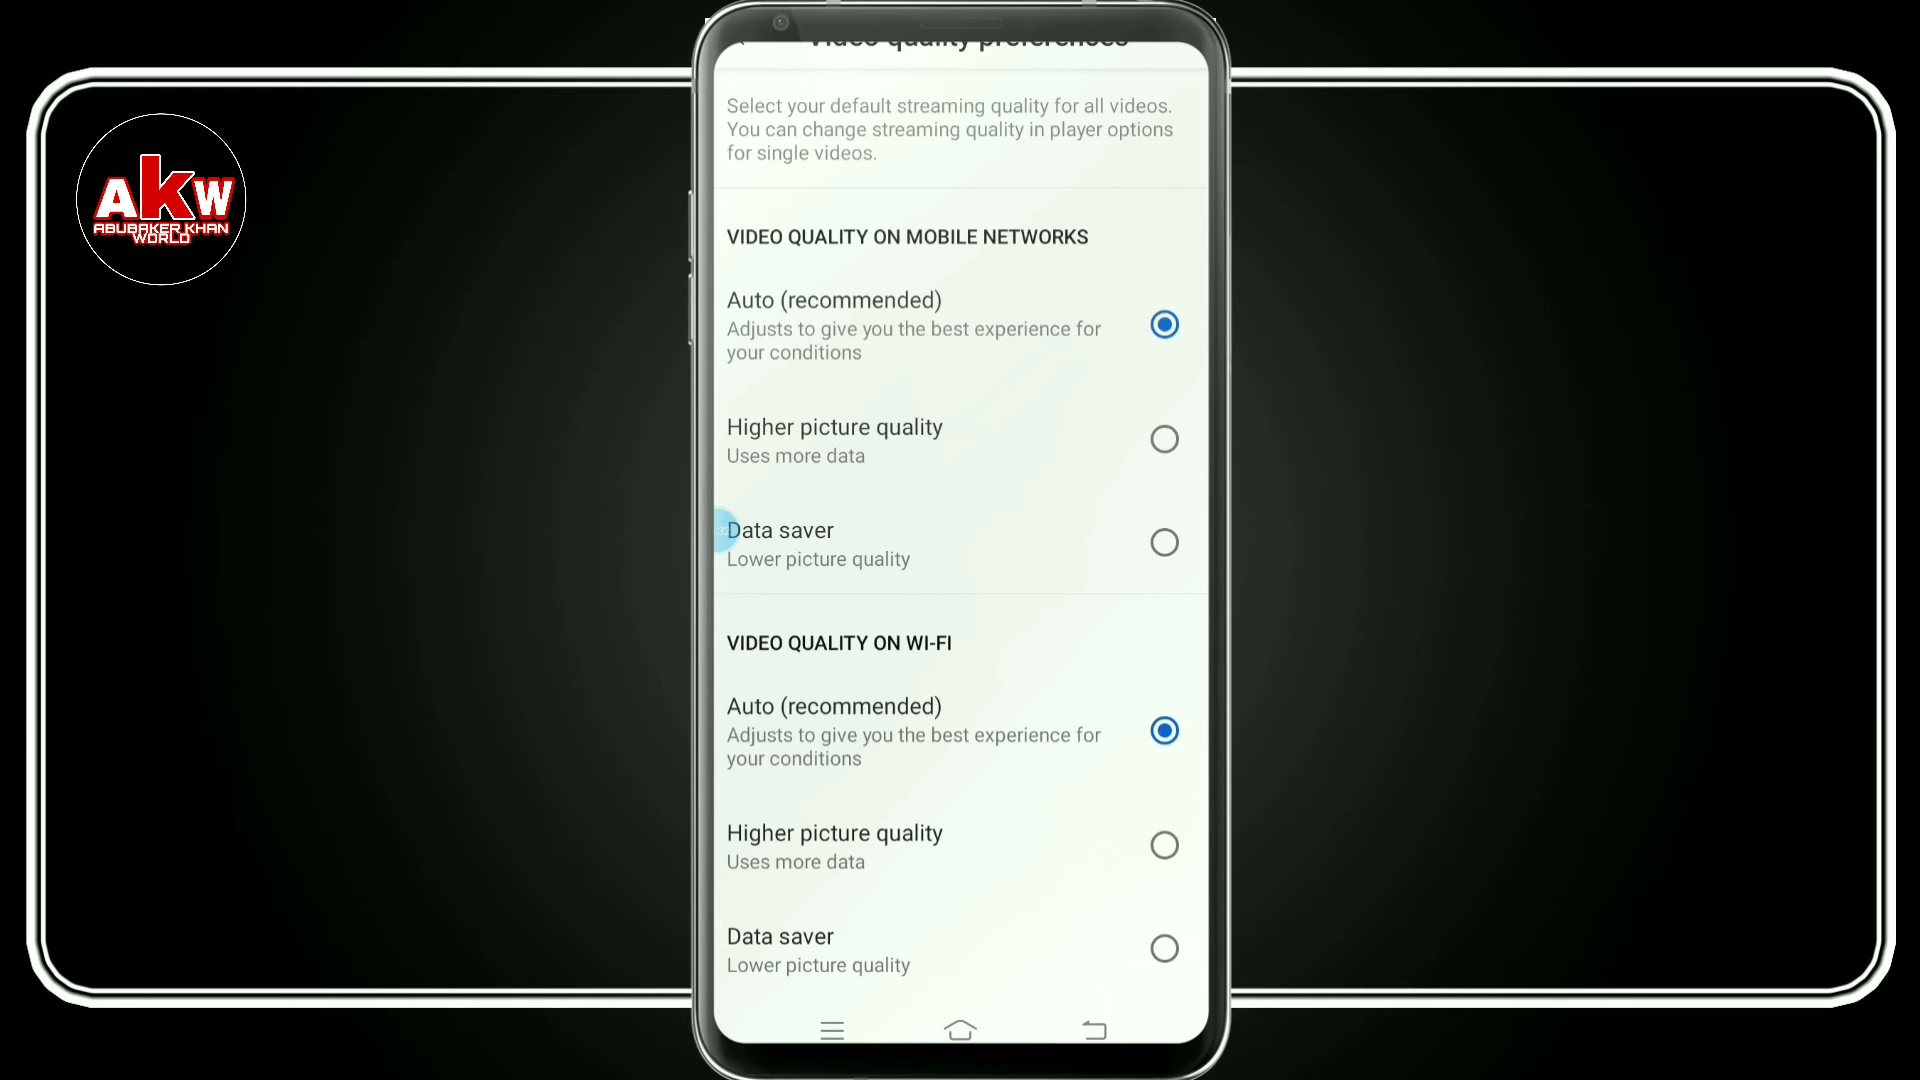 Video quality preferences
AKW
ABUBAKER KHAN
WORLD
Select your default streaming quality for all videos.
You can change streaming quality in player options
for single videos.
VIDEO QUALITY ON MOBILE NETWORKS
Auto (recommended)
Adjusts to give you the best experience for
your conditions
Higher picture quality
Uses more data
Data saver
Lower picture quality
VIDEO QUALITY ON WI-FI
Auto (recommended)
Adjusts to give you the best experience for
your conditions
Higher picture quality
Uses more data
Data saver
Lower picture quality